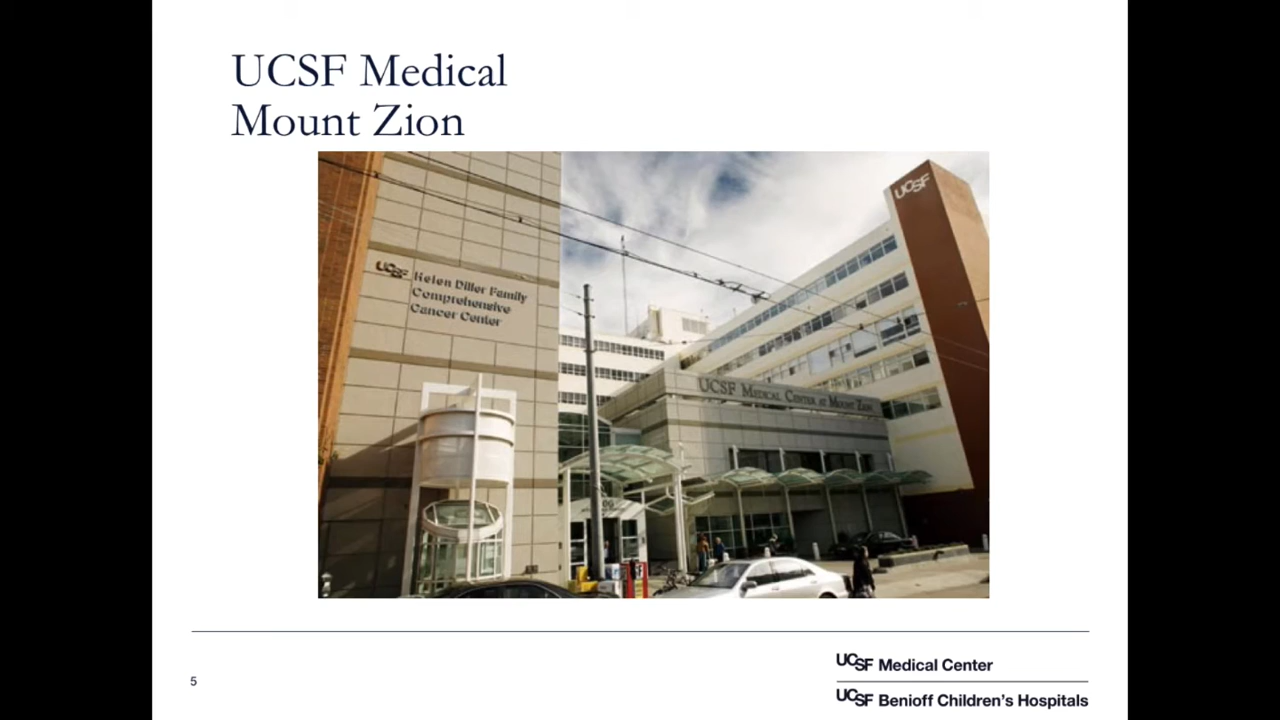 UCSF Medical
Mount Zion
UCSF
UCSF Helen Diller Family
Comprehensive
Cancer Center
UCSF MEDICAL CENTER AT MOUNT ZION
5
UCSF Medical Center
UCSF Benioff Children's Hospitals